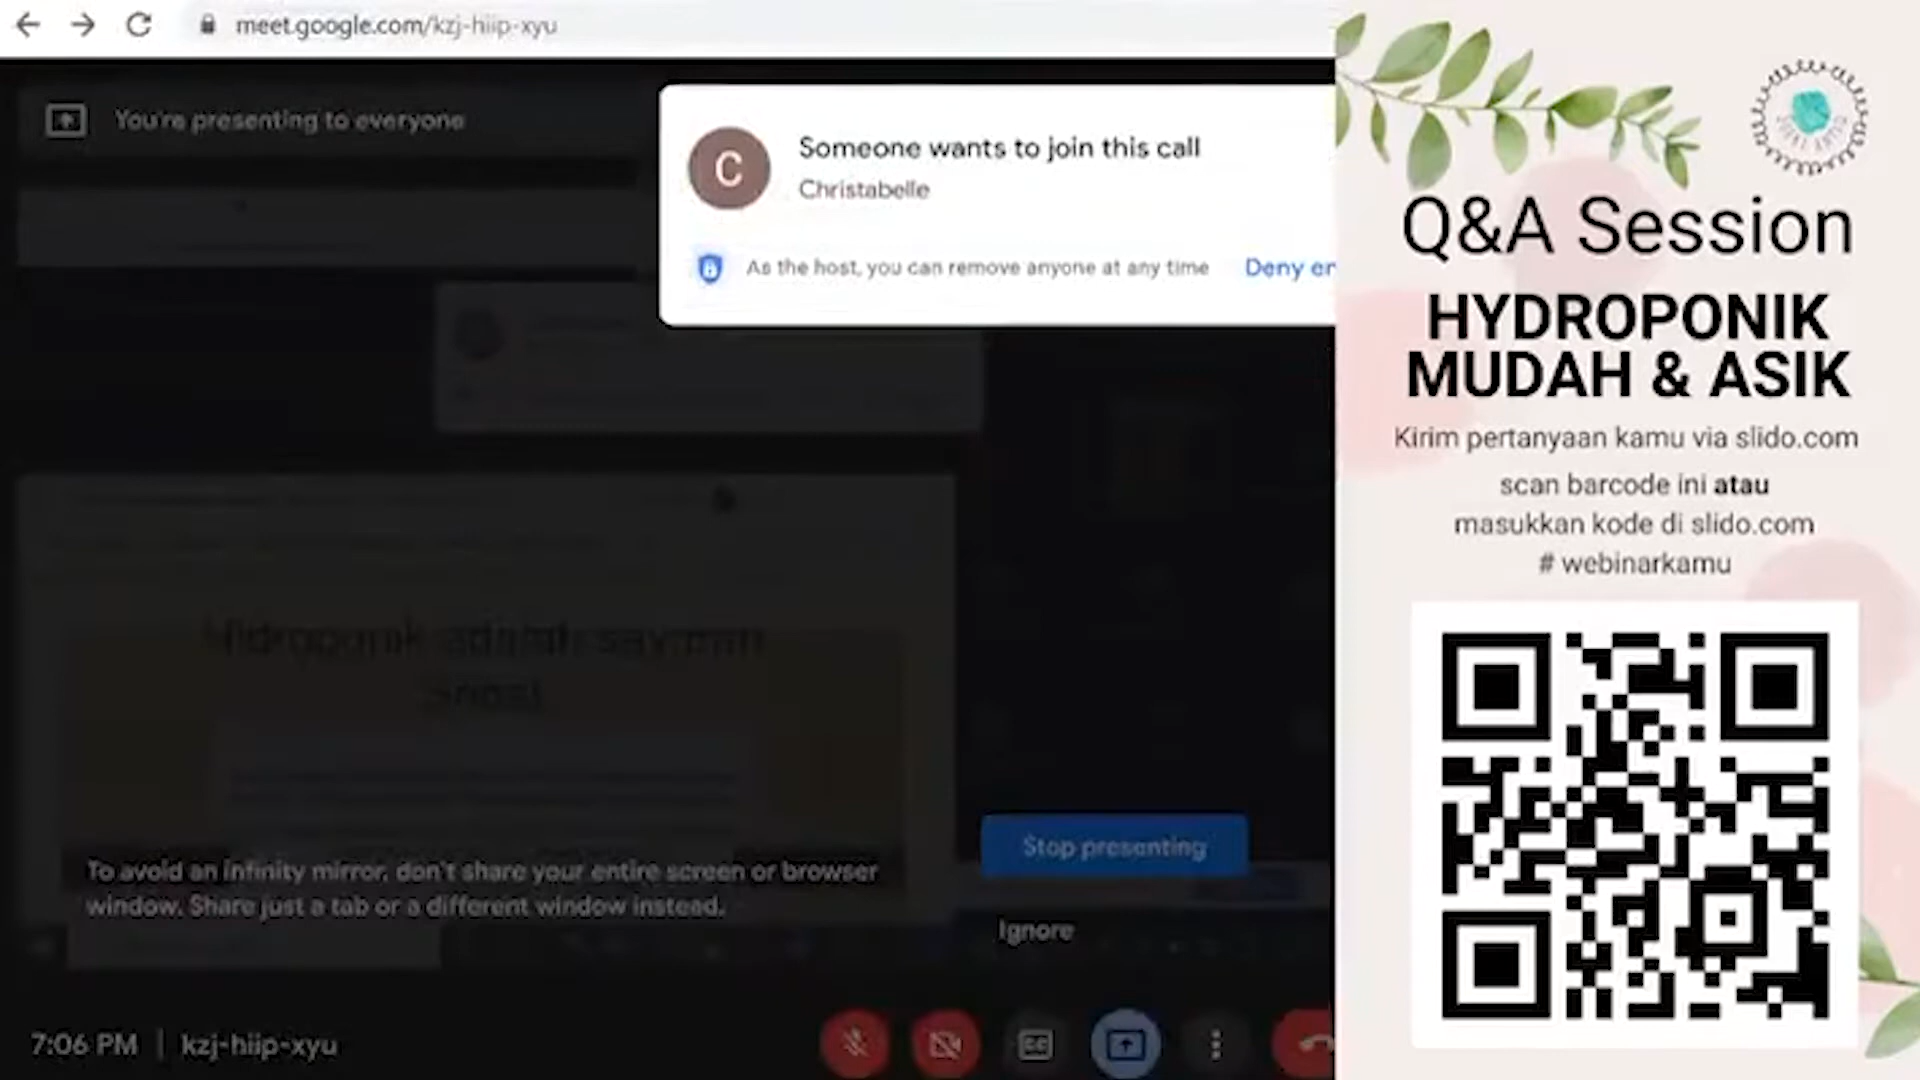 meet.google.com/kzj-hiip-xyu
You're presenting to everyone
C
Someone wants to join this call
Christabelle
As the host, you can remove anyone at any time
Deny en
Hidroponik adalah sayuran
To avoid an infinity mirror, don't share your entire screen or browser
window. Share just a tab or a different window instead.
Stop presenting
Ignore
7:06 PM | kzj-hiip-xyu
CC
Q&A Session
HYDROPONIK
MUDAH & ASIK
Kirim pertanyaan kamu via slido.com
scan barcode ini atau
masukkan kode di slido.com
# webinarkamu